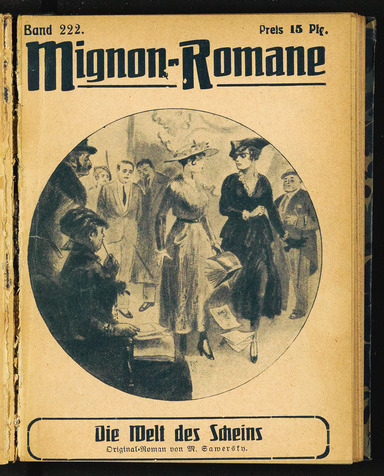 Band 222.
Preis 15 Pfg.
Mignon-Romane
Die Welt des Scheins
Original-Roman von M. Sawersky.